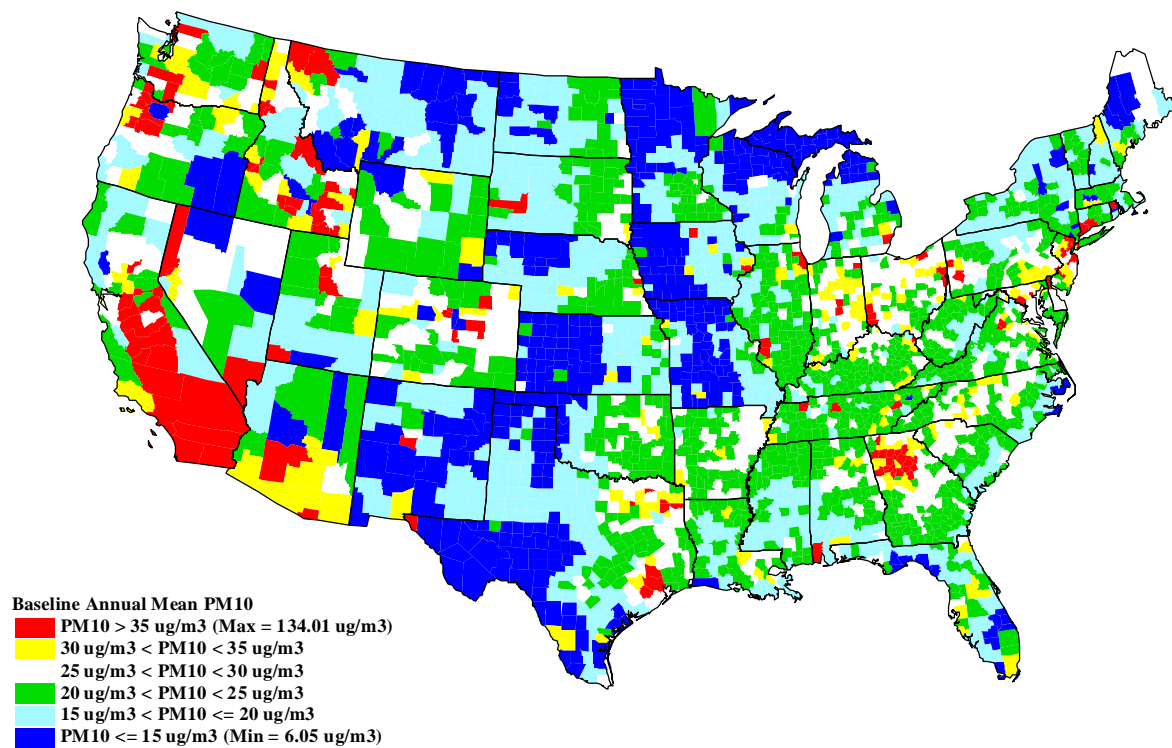 Baseline Annual Mean PM10
PM10 > 35 ug/m3 (Max = 134.01 ug/m3)
30 ug/m3 < PM10 < 35 ug/m3
25 ug/m3 < PM10 < 30 ug/m3
20 ug/m3 < PM10 < 25 ug/m3
15 ug/m3 < PM10 <= 20 ug/m3
PM10 <= 15 ug/m3 (Min = 6.05 ug/m3)